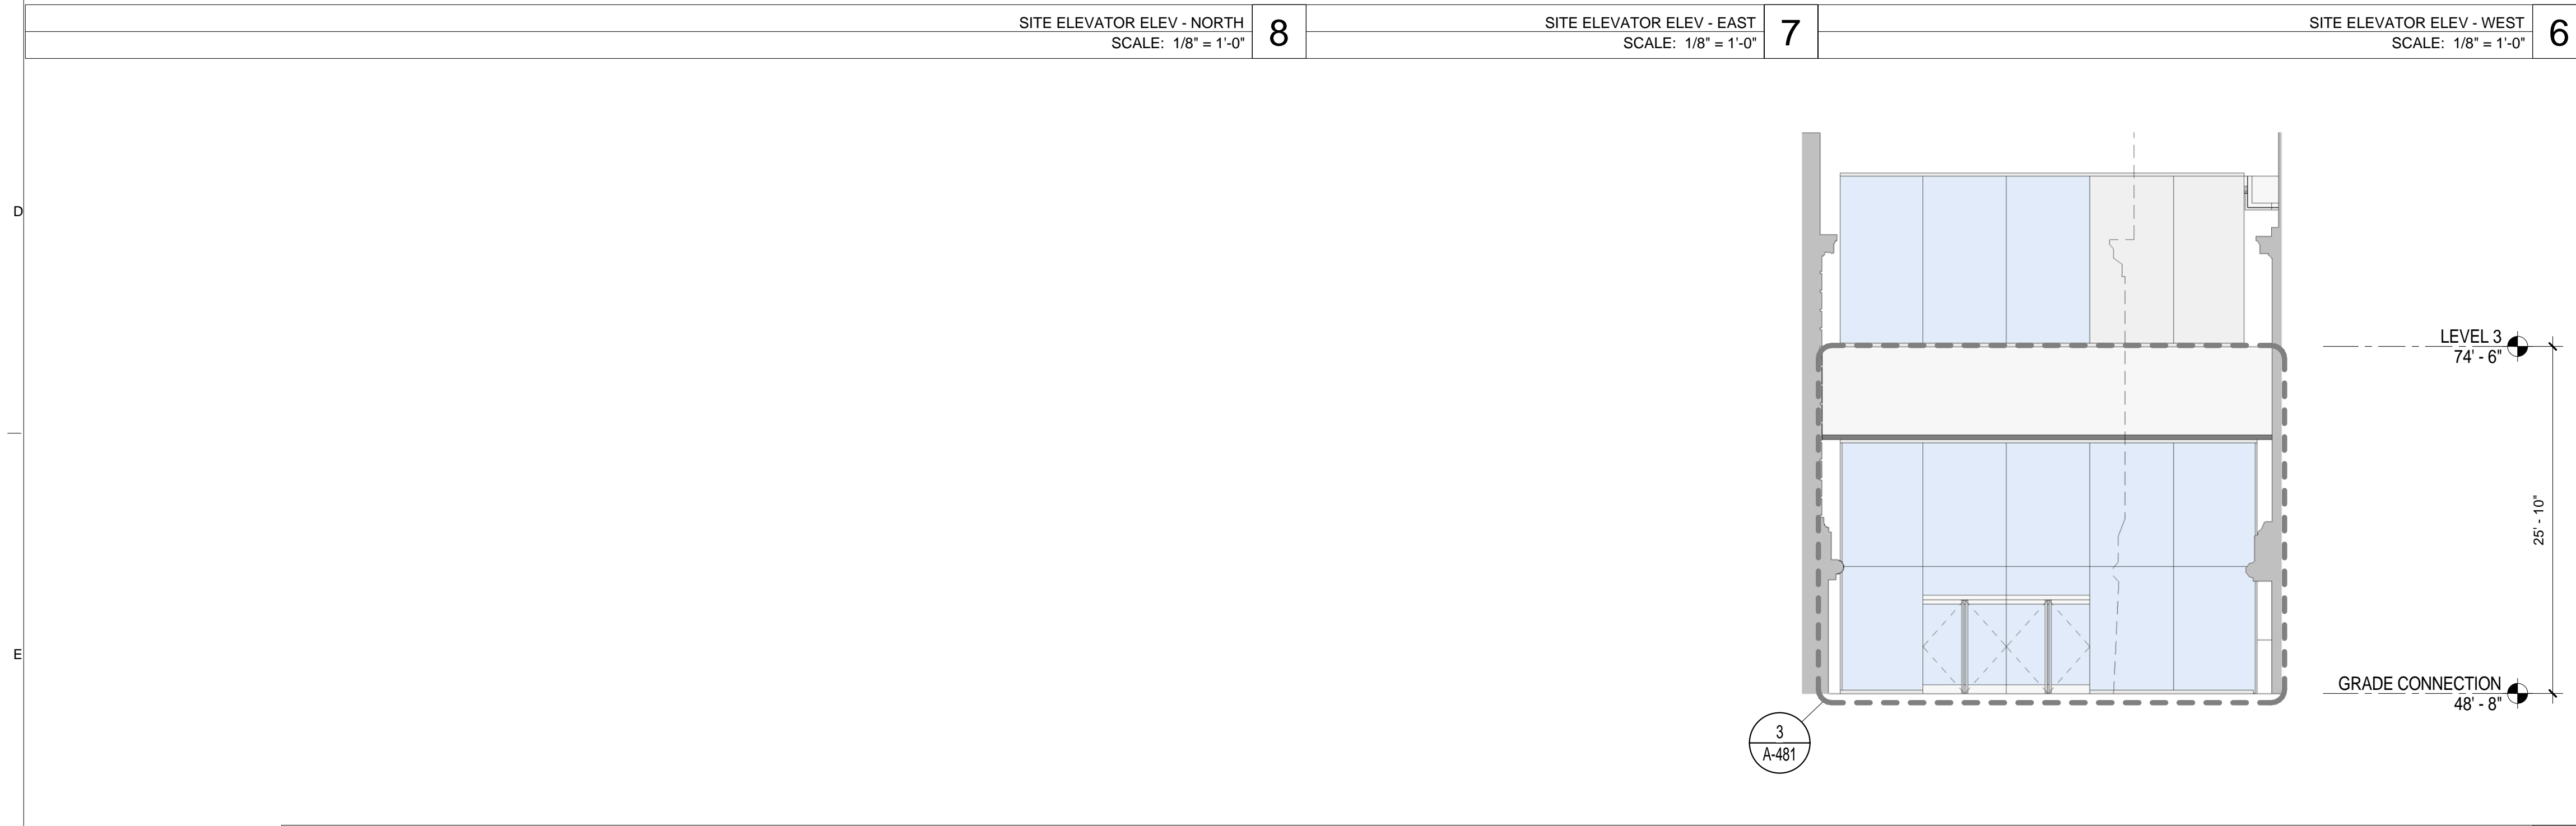 SITE ELEVATOR ELEV - NORTH
SCALE:  1/8" = 1'-0"
8
SITE ELEVATOR ELEV - EAST
SCALE:  1/8" = 1'-0"
7
SITE ELEVATOR ELEV - WEST
SCALE:  1/8" = 1'-0"
6
D
LEVEL 3
74' - 6"
25' - 10"
E
GRADE CONNECTION
48' - 8"
3
A-481